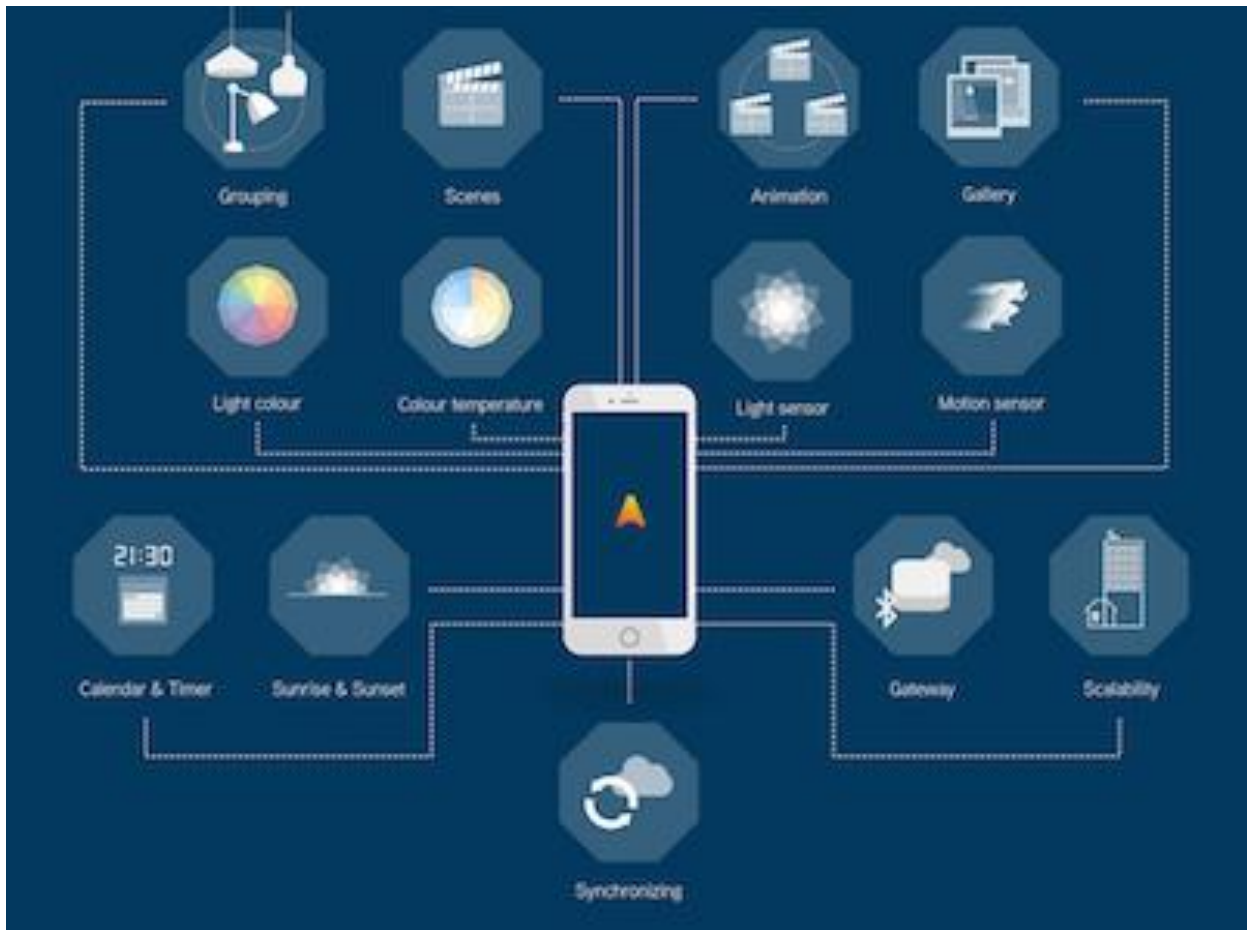 Grouping
Scenes
Animation
Gallery
Light colour
Colour temperature
Light sensor
Motion sensor
21:30
Calendar & Timer
Sunrise & Sunset
Gateway
Scalability
Synchronizing